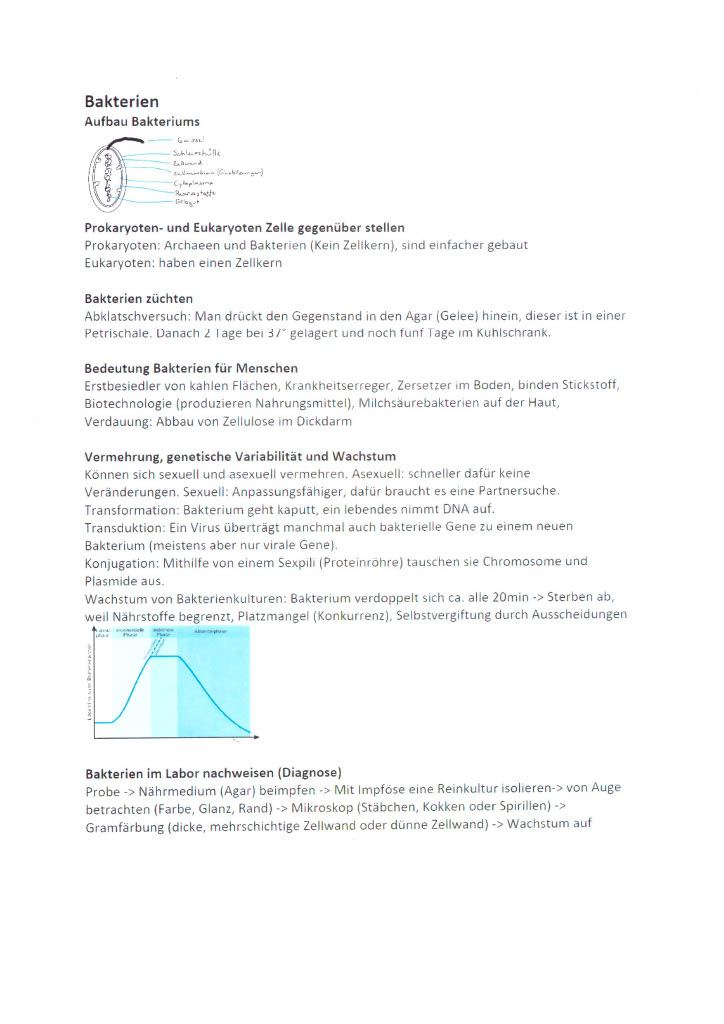 Bakterien
Aufbau Bakteriums
Geissel
Schleimhülle
Zellwand
Zellmembran (Einstülpungen)
Cytoplasma
Reservestoffe
Erbgut
Prokaryoten- und Eukaryoten Zelle gegenüber stellen
Prokaryoten: Archaeen und Bakterien (Kein Zellkern), sind einfacher gebaut
Eukaryoten: haben einen Zellkern
Bakterien züchten
Abklatschversuch: Man drückt den Gegenstand in den Agar (Gelee) hinein, dieser ist in einer
Petrischale. Danach 2 Tage bei 37° gelagert und noch fünf Tage im Kühlschrank.
Bedeutung Bakterien für Menschen
Erstbesiedler von kahlen Flächen, Krankheitserreger, Zersetzer im Boden, binden Stickstoff,
Biotechnologie (produzieren Nahrungsmittel), Milchsäurebakterien auf der Haut,
Verdauung: Abbau von Zellulose im Dickdarm
Vermehrung, genetische Variabilität und Wachstum
Können sich sexuell und asexuell vermehren. Asexuell: schneller dafür keine
Veränderungen. Sexuell: Anpassungsfähiger, dafür braucht es eine Partnersuche.
Transformation: Bakterium geht kaputt, ein lebendes nimmt DNA auf.
Transduktion: Ein Virus überträgt manchmal auch bakterielle Gene zu einem neuen
Bakterium (meistens aber nur virale Gene).
Konjugation: Mithilfe von einem Sexpili (Proteinröhre) tauschen sie Chromosome und
Plasmide aus.
Wachstum von Bakterienkulturen: Bakterium verdoppelt sich ca. alle 20min -> Sterben ab,
weil Nährstoffe begrenzt, Platzmangel (Konkurrenz), Selbstvergiftung durch Ausscheidungen
Phase
Phase
Absterbephase
Bakterien im Labor nachweisen (Diagnose)
Probe -> Nährmedium (Agar) beimpfen -> Mit Impföse eine Reinkultur isolieren-> von Auge
betrachten (Farbe, Glanz, Rand) -> Mikroskop (Stäbchen, Kokken oder Spirillen) ->
Gramfärbung (dicke, mehrschichtige Zellwand oder dünne Zellwand) -> Wachstum auf